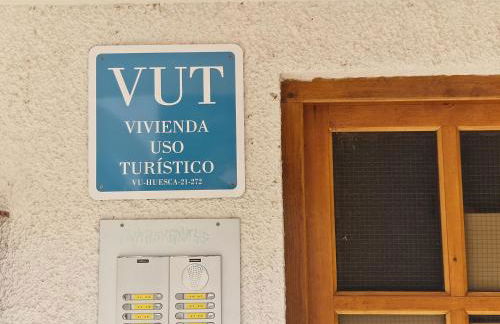 VUT
VIVIENDA
USO
TURÍSTICO
VU-HUESCA-21-272